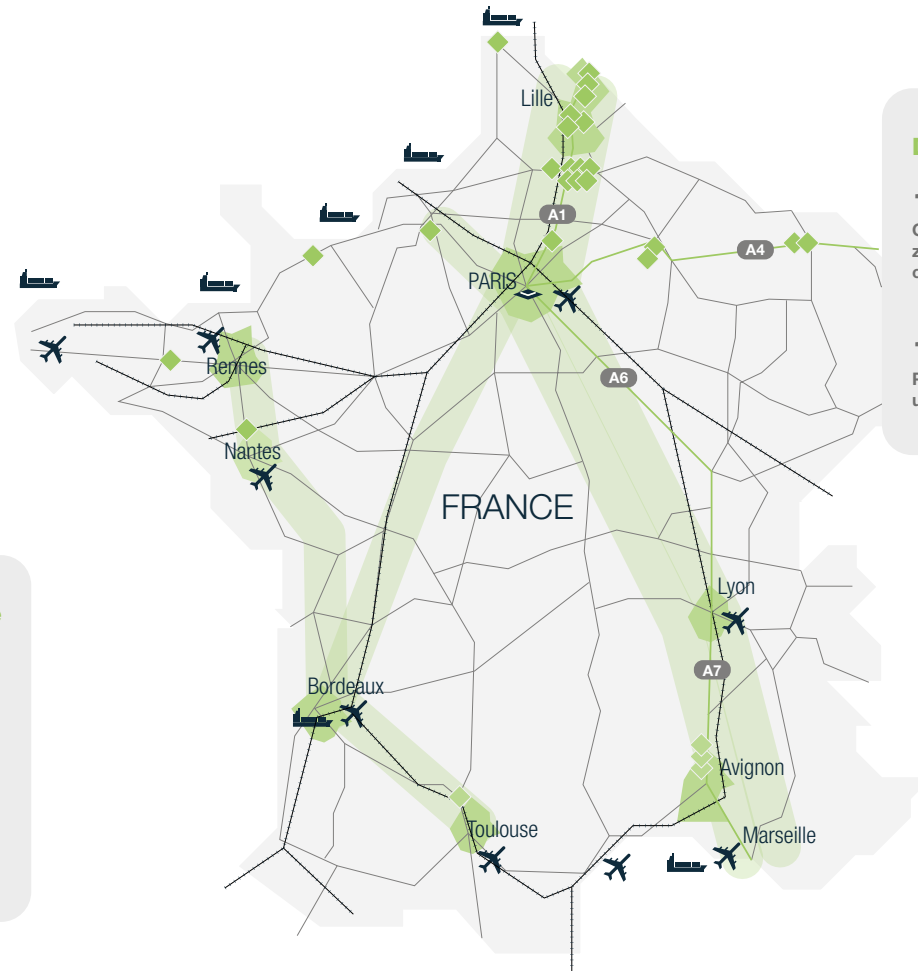 Lille
A1
A4
PARIS
Rennes
A6
Nantes
FRANCE
Lyon
A7
Bordeaux
Avignon
Toulouse
Marseille